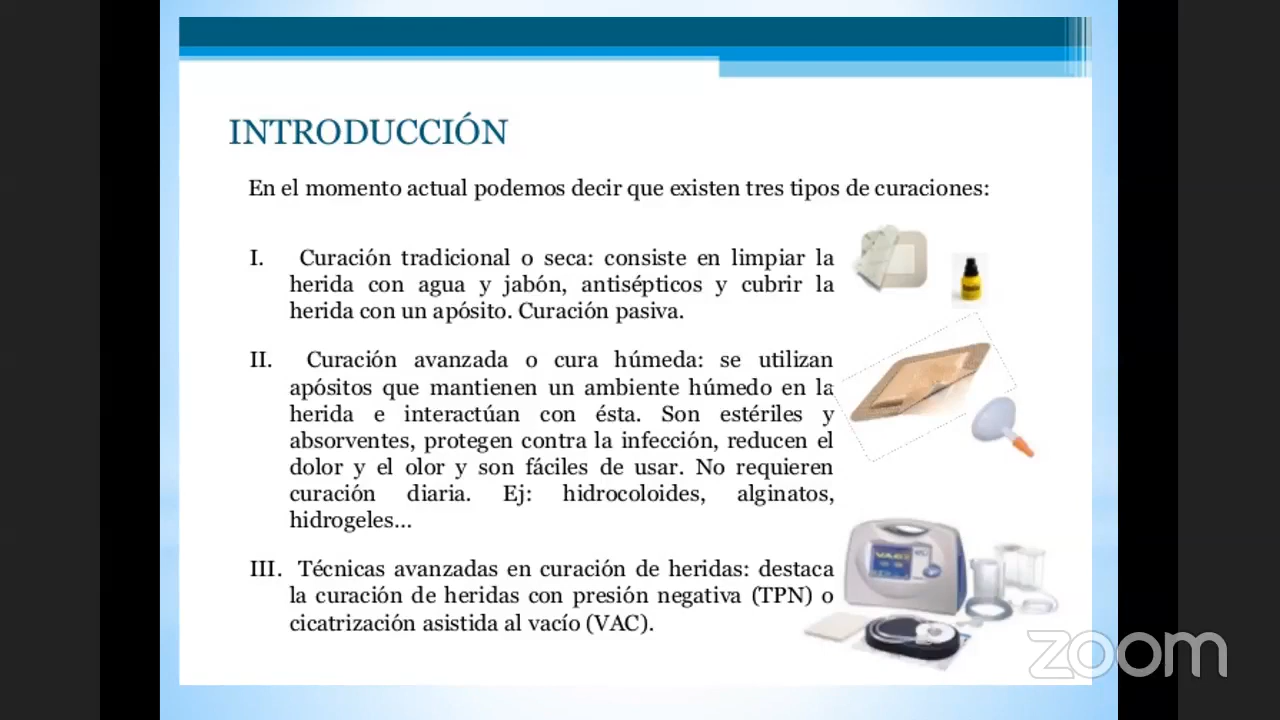 INTRODUCCIÓN
En el momento actual podemos decir que existen tres tipos de curaciones:
I. Curación tradicional o seca: consiste en limpiar la
herida con agua y jabón, antisépticos y cubrir la
herida con un apósito. Curación pasiva.
II. Curación avanzada o cura húmeda: se utilizan
apósitos que mantienen un ambiente húmedo en la
herida e interactúan con ésta. Son estériles y
absorventes, protegen contra la infección, reducen el
dolor y el olor y son fáciles de usar. No requieren
curación diaria. Ej: hidrocoloides, alginatos,
hidrogeles...
III. Técnicas avanzadas en curación de heridas: destaca
la curación de heridas con presión negativa (TPN) o
cicatrización asistida al vacío (VAC).
zoom